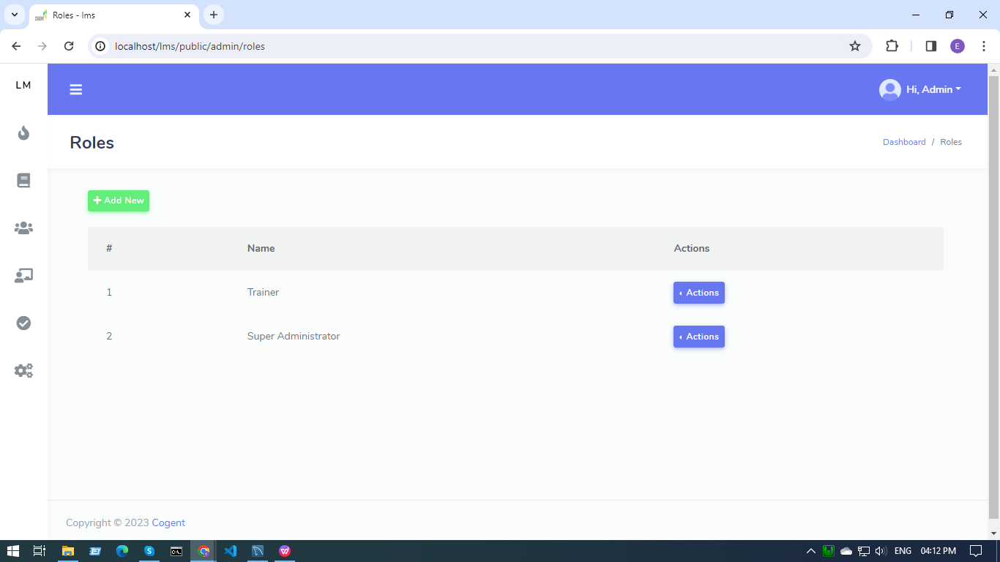 Roles - lms
localhost/lms/public/admin/roles
E
LM
Hi, Admin
Roles
Dashboard / Roles
Add New
# Name Actions
1 Trainer Actions
2 Super Administrator Actions
Copyright © 2023 Cogent
ENG 04:12 PM